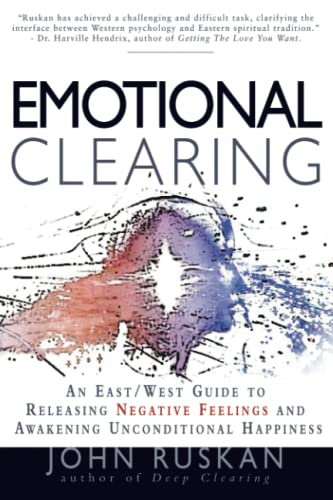 "Ruskan has achieved a challenging and difficult task, clarifying the
interface between Western psychology and Eastern spiritual tradition."
- Dr. Harville Hendrix, author of Getting The Love You Want.
EMOTIONAL
CLEARING
AN EAST/WEST GUIDE TO
RELEASING NEGATIVE FEELINGS AND
AWAKENING UNCONDITIONAL HAPPINESS
JOHN RUSKAN
author of Deep Clearing